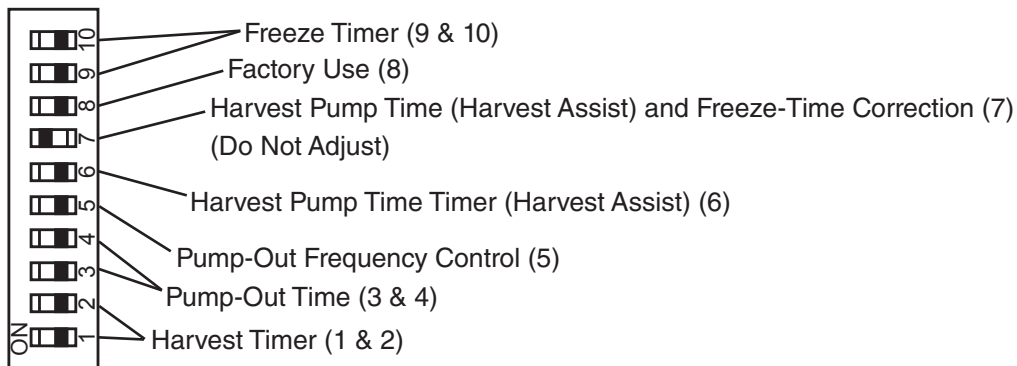 10
Freeze Timer (9 & 10)
9
Factory Use (8)
8
Harvest Pump Time (Harvest Assist) and Freeze-Time Correction (7)
7
(Do Not Adjust)
6
Harvest Pump Time Timer (Harvest Assist) (6)
5
Pump-Out Frequency Control (5)
4
3
Pump-Out Time (3 & 4)
2
Harvest Timer (1 & 2)
1
ON